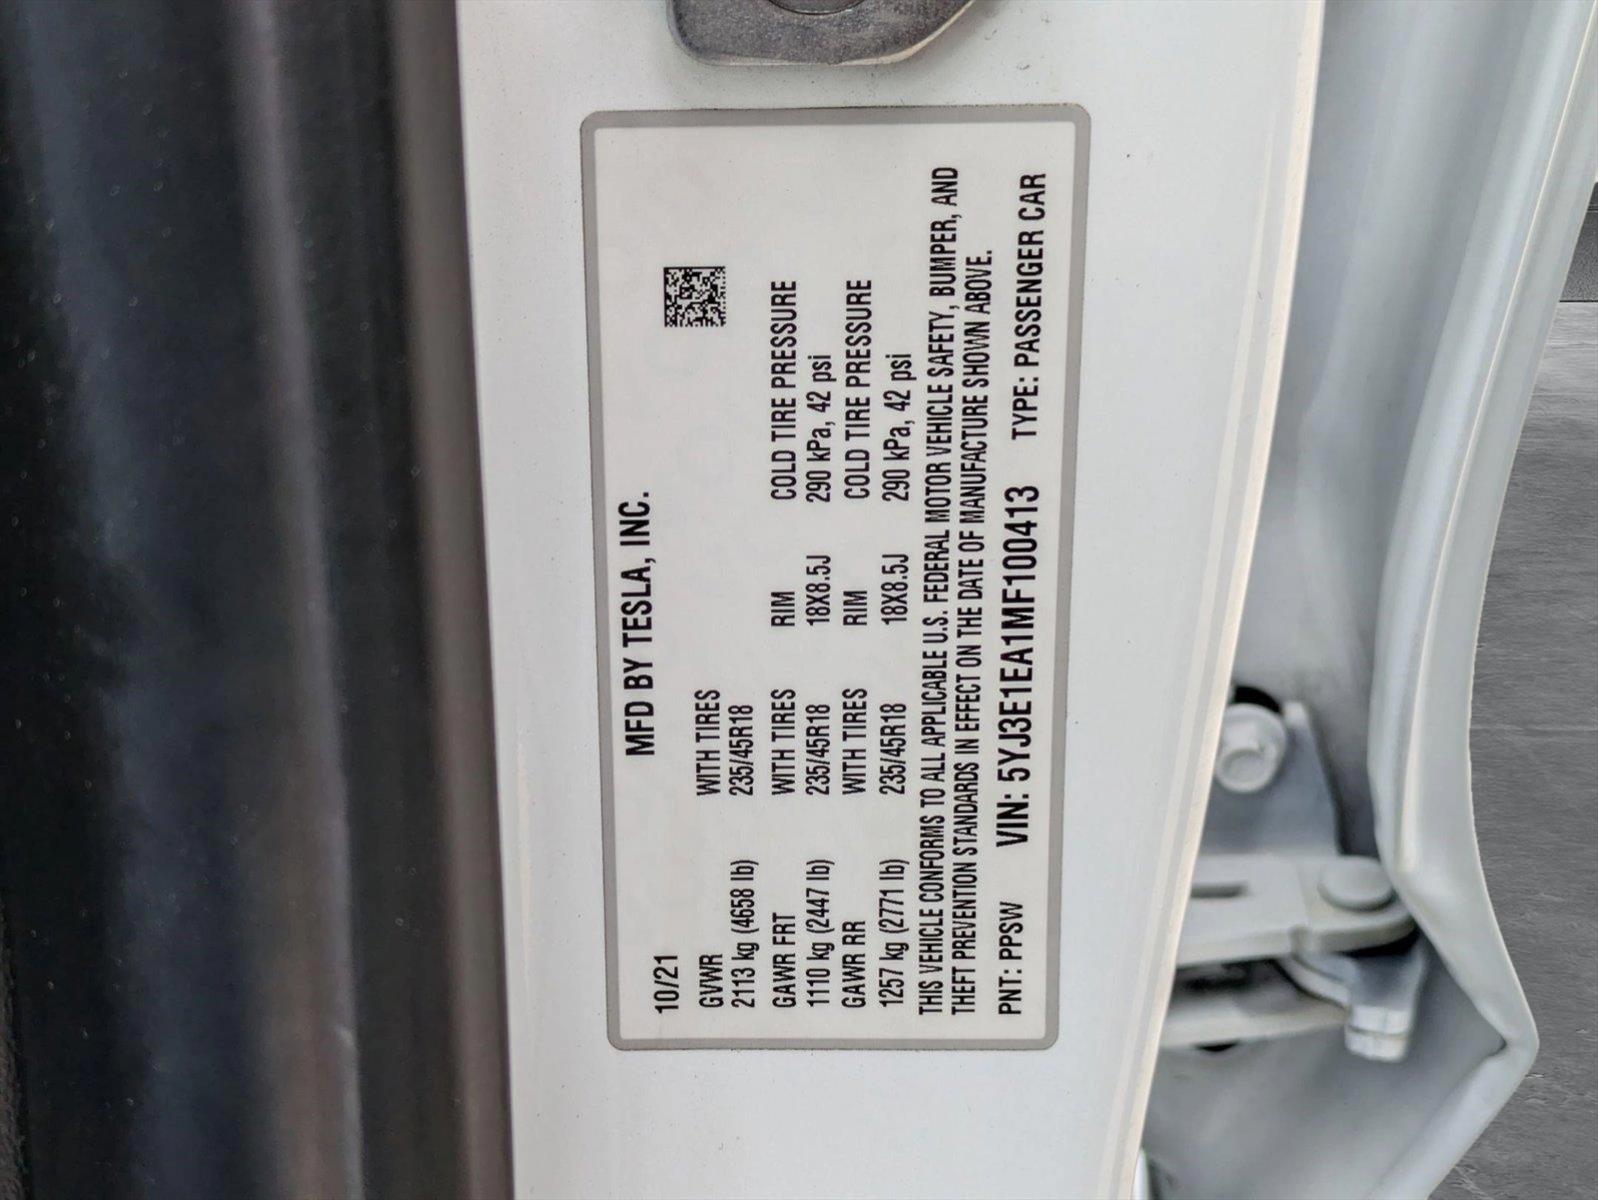 MFD BY TESLA, INC.
10/21
GVWR WITH TIRES
2113 kg (4658 lb) 235/45R18
GAWR FRT WITH TIRES RIM COLD TIRE PRESSURE
1110 kg (2447 lb) 235/45R18 18X8.5J 290 kPa, 42 psi
GAWR RR WITH TIRES RIM COLD TIRE PRESSURE
1257 kg (2771 lb) 235/45R18 18X8.5J 290 kPa, 42 psi
THIS VEHICLE CONFORMS TO ALL APPLICABLE U.S. FEDERAL MOTOR VEHICLE SAFETY, BUMPER, AND
THEFT PREVENTION STANDARDS IN EFFECT ON THE DATE OF MANUFACTURE SHOWN ABOVE.
PNT: PPSW VIN: 5YJ3E1EA1MF100413 TYPE: PASSENGER CAR